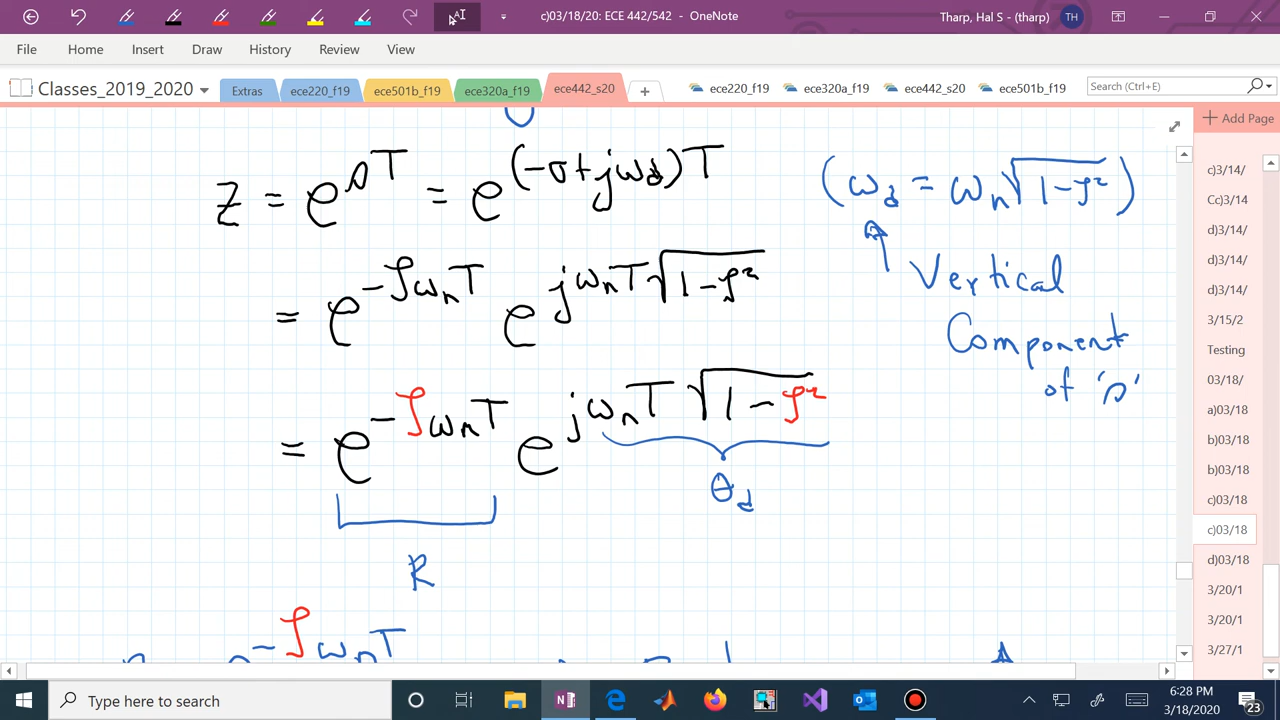 c)03/18/20: ECE 442/542 - OneNote
Tharp, Hal S - (tharp) TH
File Home Insert Draw History Review View
Classes_2019_2020 Extras ece220_f19 ece501b_f19 ece320a_f19 ece442_s20 ece220_f19 ece320a_f19 ece442_s20 ece501b_f19 Search (Ctrl+E)
Add Page
z = e^{sT} = e^{(-σ+jω_d)T}
(ω_d = ω_n√(1-ζ²))
= e^{-ζω_nT} e^{jω_nT√(1-ζ²)}
Vertical
Component
of 's'
= e^{-ζω_nT} e^{jω_nT√(1-ζ²)}
θ_d
R
-ζω_nT
c)3/14/
Cc)3/14
d)3/14/
d)3/14/
d)3/14/
3/15/2
Testing
03/18/
a)03/18
b)03/18
b)03/18
c)03/18
c)03/18
d)03/18
3/20/1
3/20/1
3/27/1
Type here to search
6:28 PM
3/18/2020
23